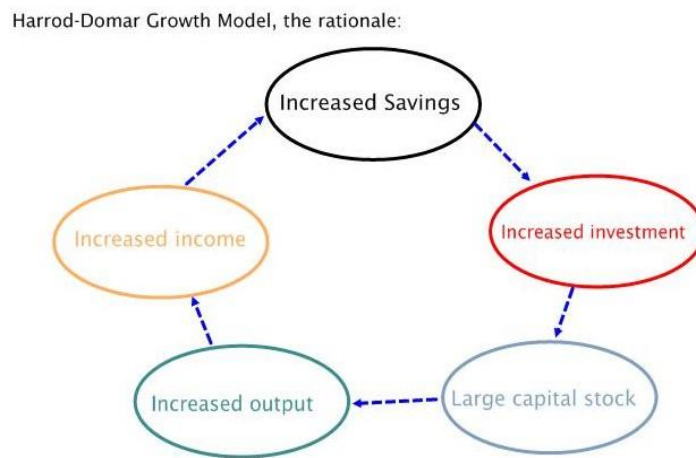 Harrod-Domar Growth Model, the rationale:
Increased Savings
Increased investment
Large capital stock
Increased output
Increased income